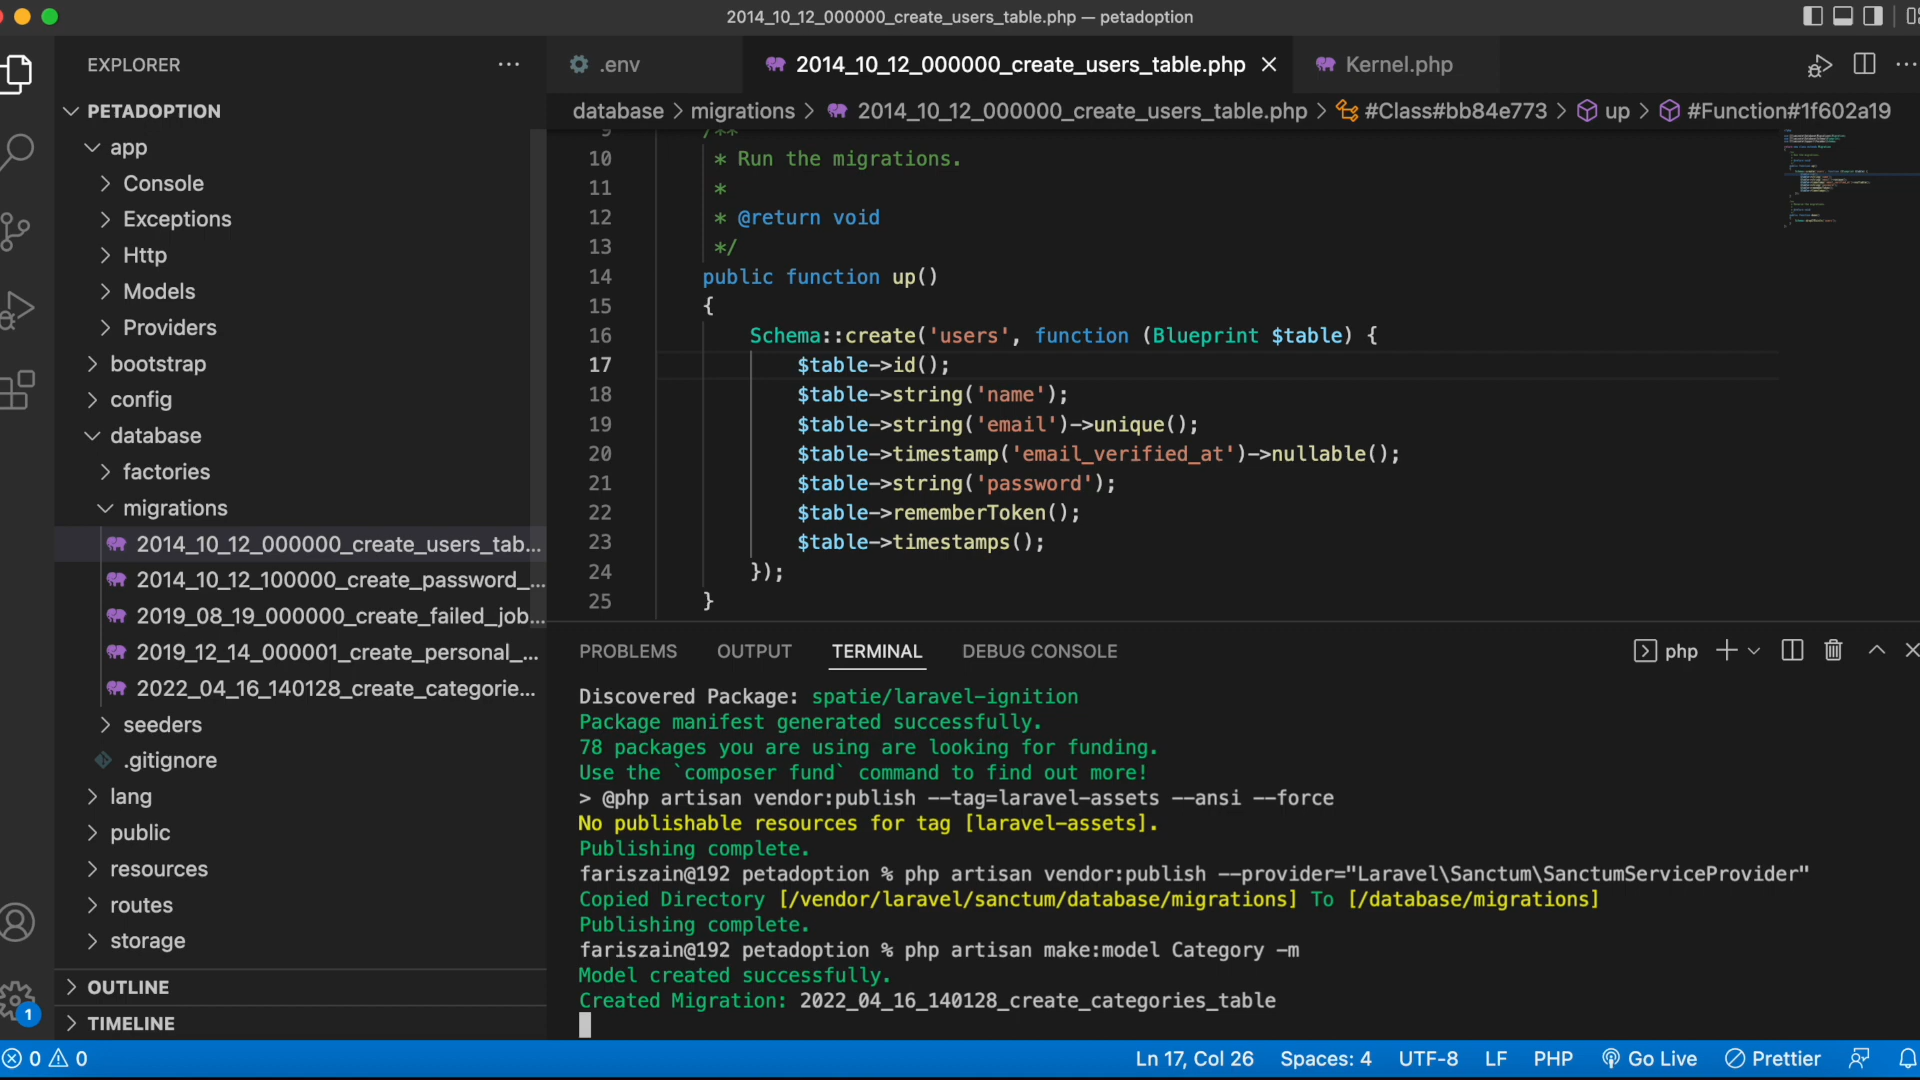 2014_10_12_000000_create_users_table.php — petadoption
EXPLORER
PETADOPTION
app
Console
Exceptions
Http
Models
Providers
bootstrap
config
database
factories
migrations
2014_10_12_000000_create_users_tab...
2014_10_12_100000_create_password_...
2019_08_19_000000_create_failed_job...
2019_12_14_000001_create_personal_...
2022_04_16_140128_create_categorie...
seeders
.gitignore
lang
public
resources
routes
storage
OUTLINE
TIMELINE
1
.env
2014_10_12_000000_create_users_table.php
Kernel.php
database > migrations > 2014_10_12_000000_create_users_table.php > #Class#bb84e773 > up > #Function#1f602a19
9 /**
10 * Run the migrations.
11 *
12 * @return void
13 */
14 public function up()
15 {
16 Schema::create('users', function (Blueprint $table) {
17 $table->id();
18 $table->string('name');
19 $table->string('email')->unique();
20 $table->timestamp('email_verified_at')->nullable();
21 $table->string('password');
22 $table->rememberToken();
23 $table->timestamps();
24 });
25 }
PROBLEMS OUTPUT TERMINAL DEBUG CONSOLE
php
Discovered Package: spatie/laravel-ignition
Package manifest generated successfully.
78 packages you are using are looking for funding.
Use the `composer fund` command to find out more!
> @php artisan vendor:publish --tag=laravel-assets --ansi --force
No publishable resources for tag [laravel-assets].
Publishing complete.
fariszain@192 petadoption % php artisan vendor:publish --provider="Laravel\Sanctum\SanctumServiceProvider"
Copied Directory [/vendor/laravel/sanctum/database/migrations] To [/database/migrations]
Publishing complete.
fariszain@192 petadoption % php artisan make:model Category -m
Model created successfully.
Created Migration: 2022_04_16_140128_create_categories_table
0 0
Ln 17, Col 26 Spaces: 4 UTF-8 LF PHP Go Live Prettier